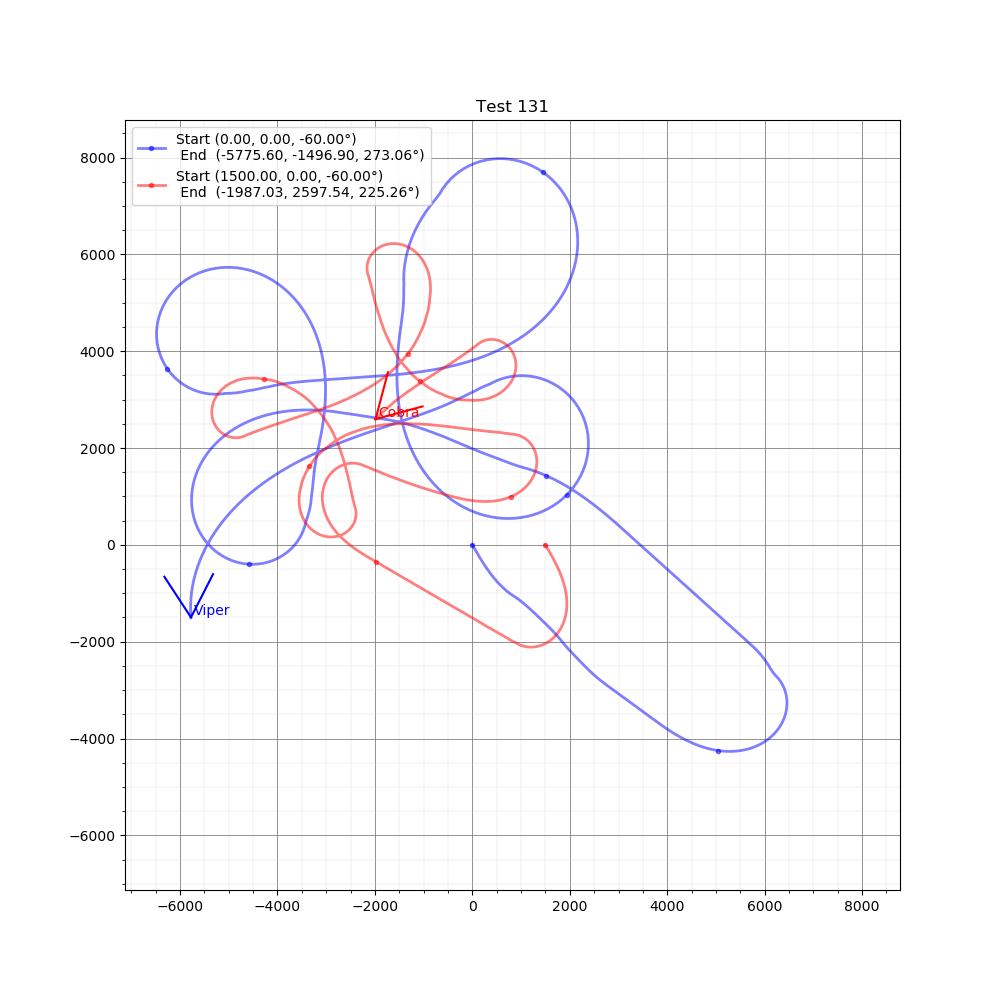 Test 131
Start (0.00, 0.00, -60.00°)
End  (-5775.60, -1496.90, 273.06°)
Start (1500.00, 0.00, -60.00°)
End  (-1987.03, 2597.54, 225.26°)
8000
6000
4000
2000
0
−2000
−4000
−6000
Cobra
Viper
−6000 −4000 −2000 0 2000 4000 6000 8000